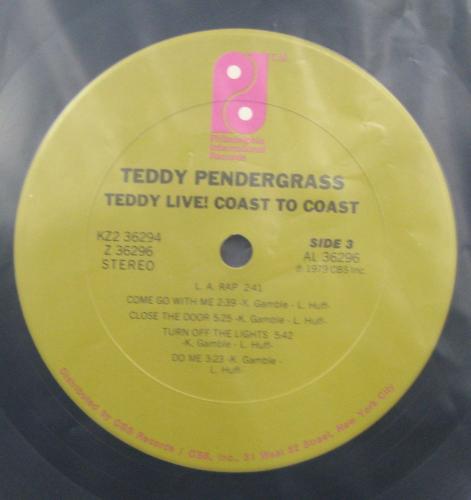 TM
Philadelphia
International
Records
TEDDY PENDERGRASS
TEDDY LIVE! COAST TO COAST
KZ2 36294
Z 36296
STEREO
SIDE 3
AL 36296
℗ 1979 CBS Inc.
L. A. RAP 2:41
COME GO WITH ME 2:39 -K. Gamble - L. Huff-
CLOSE THE DOOR 5:25 -K. Gamble - L. Huff-
TURN OFF THE LIGHTS 5:42
-K. Gamble - L. Huff-
DO ME 3:23 -K. Gamble -
L. Huff-
Distributed by CBS Records / CBS, Inc., 51 West 52 Street, New York City